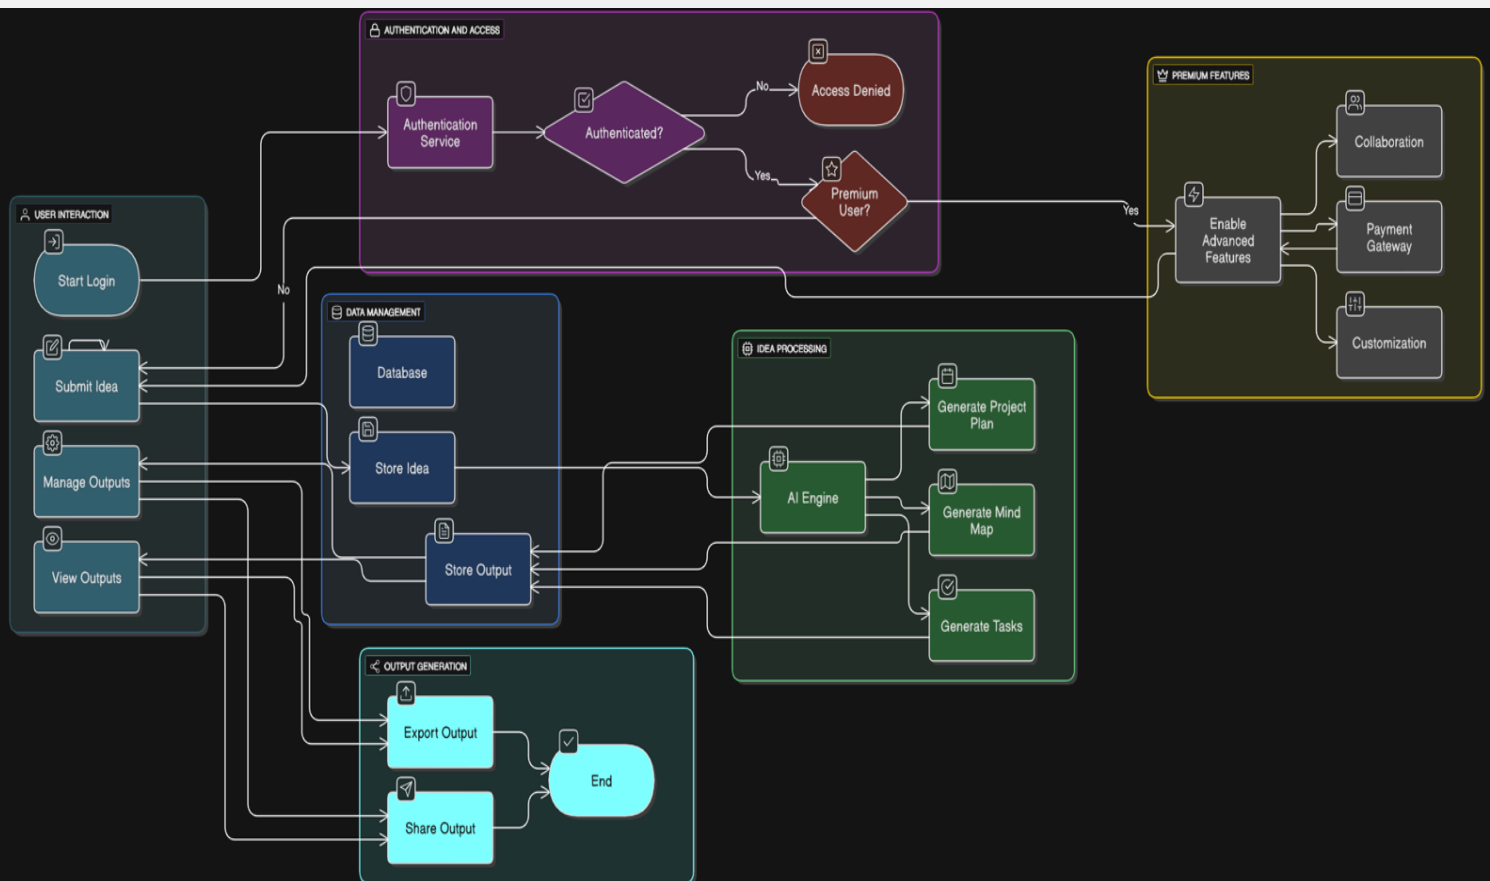 AUTHENTICATION AND ACCESS
Authentication
Service
Authenticated?
No
Access Denied
Yes
Premium
User?
Yes
PREMIUM FEATURES
Collaboration
Enable
Advanced
Features
Payment
Gateway
Customization
USER INTERACTION
Start Login
No
Submit Idea
Manage Outputs
View Outputs
DATA MANAGEMENT
Database
Store Idea
Store Output
IDEA PROCESSING
Generate Project
Plan
AI Engine
Generate Mind
Map
Generate Tasks
OUTPUT GENERATION
Export Output
End
Share Output